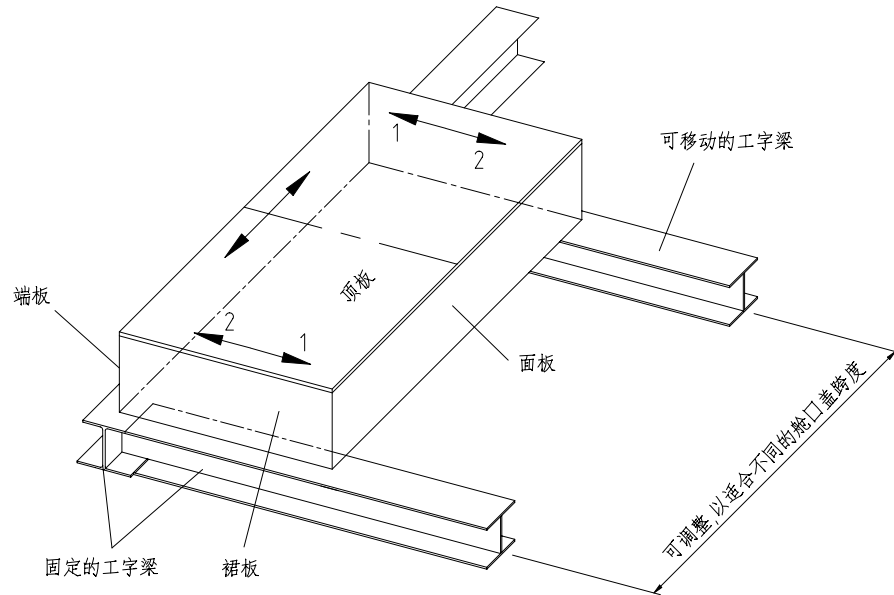 1
2
可移动的工字梁
顶板
端板
2
1
面板
可调整,以适合不同的舱口盖跨度
固定的工字梁
裙板